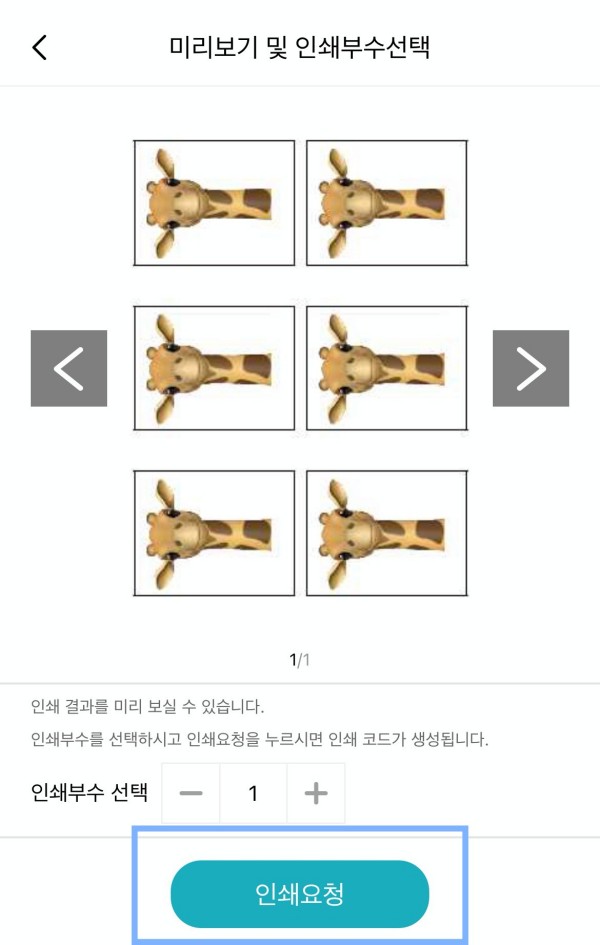 미리보기 및 인쇄부수선택
1/1
인쇄 결과를 미리 보실 수 있습니다.
인쇄부수를 선택하시고 인쇄요청을 누르시면 인쇄 코드가 생성됩니다.
인쇄부수 선택 — 1 +
인쇄요청